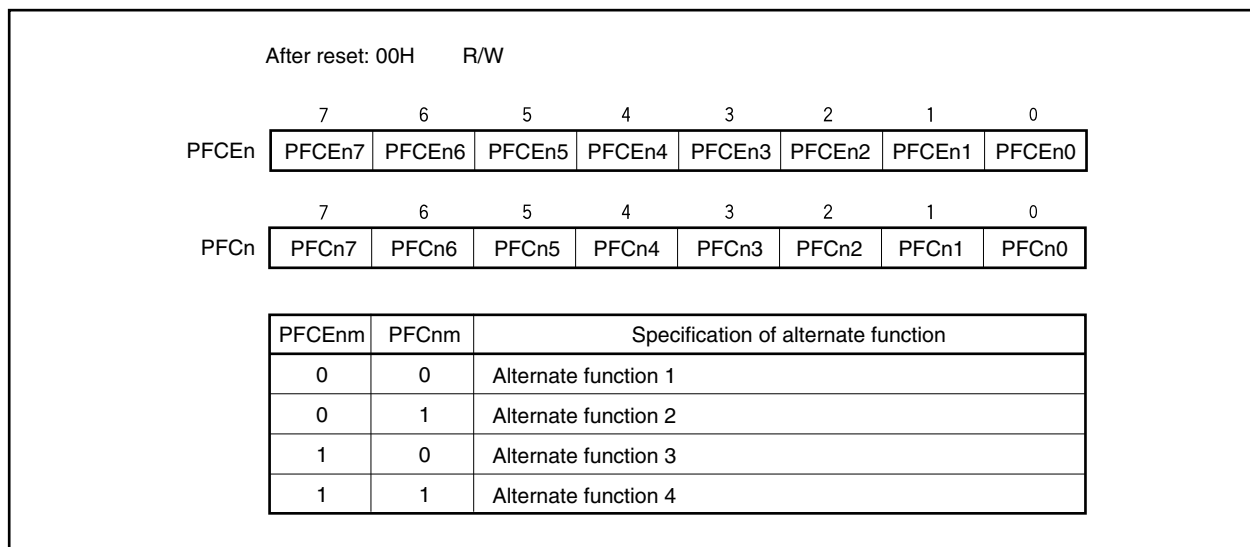 After reset: 00H R/W
7 6 5 4 3 2 1 0
PFCEn PFCEn7 PFCEn6 PFCEn5 PFCEn4 PFCEn3 PFCEn2 PFCEn1 PFCEn0
7 6 5 4 3 2 1 0
PFCn PFCn7 PFCn6 PFCn5 PFCn4 PFCn3 PFCn2 PFCn1 PFCn0
PFCEnm PFCnm Specification of alternate function
0 0 Alternate function 1
0 1 Alternate function 2
1 0 Alternate function 3
1 1 Alternate function 4